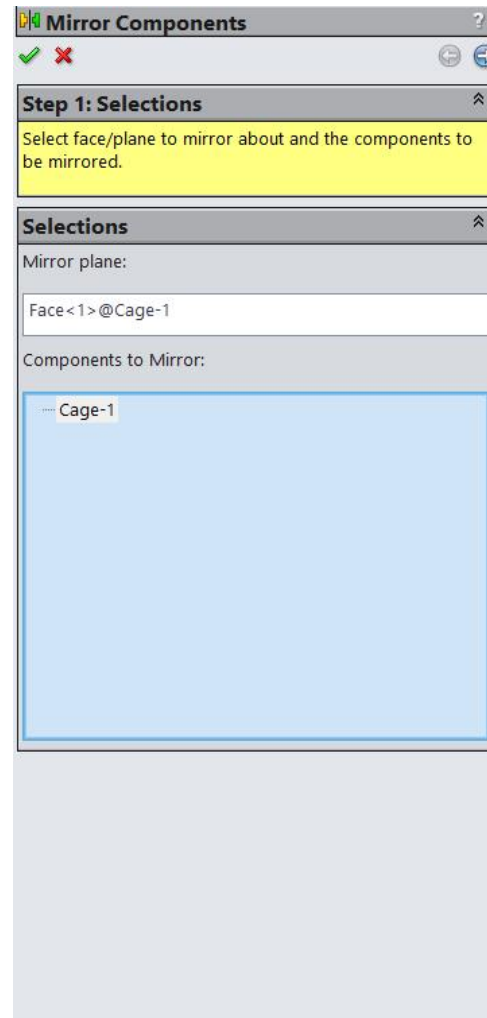 Mirror Components ?
Step 1: Selections
Select face/plane to mirror about and the components to
be mirrored.
Selections
Mirror plane:
Face<1>@Cage-1
Components to Mirror:
Cage-1